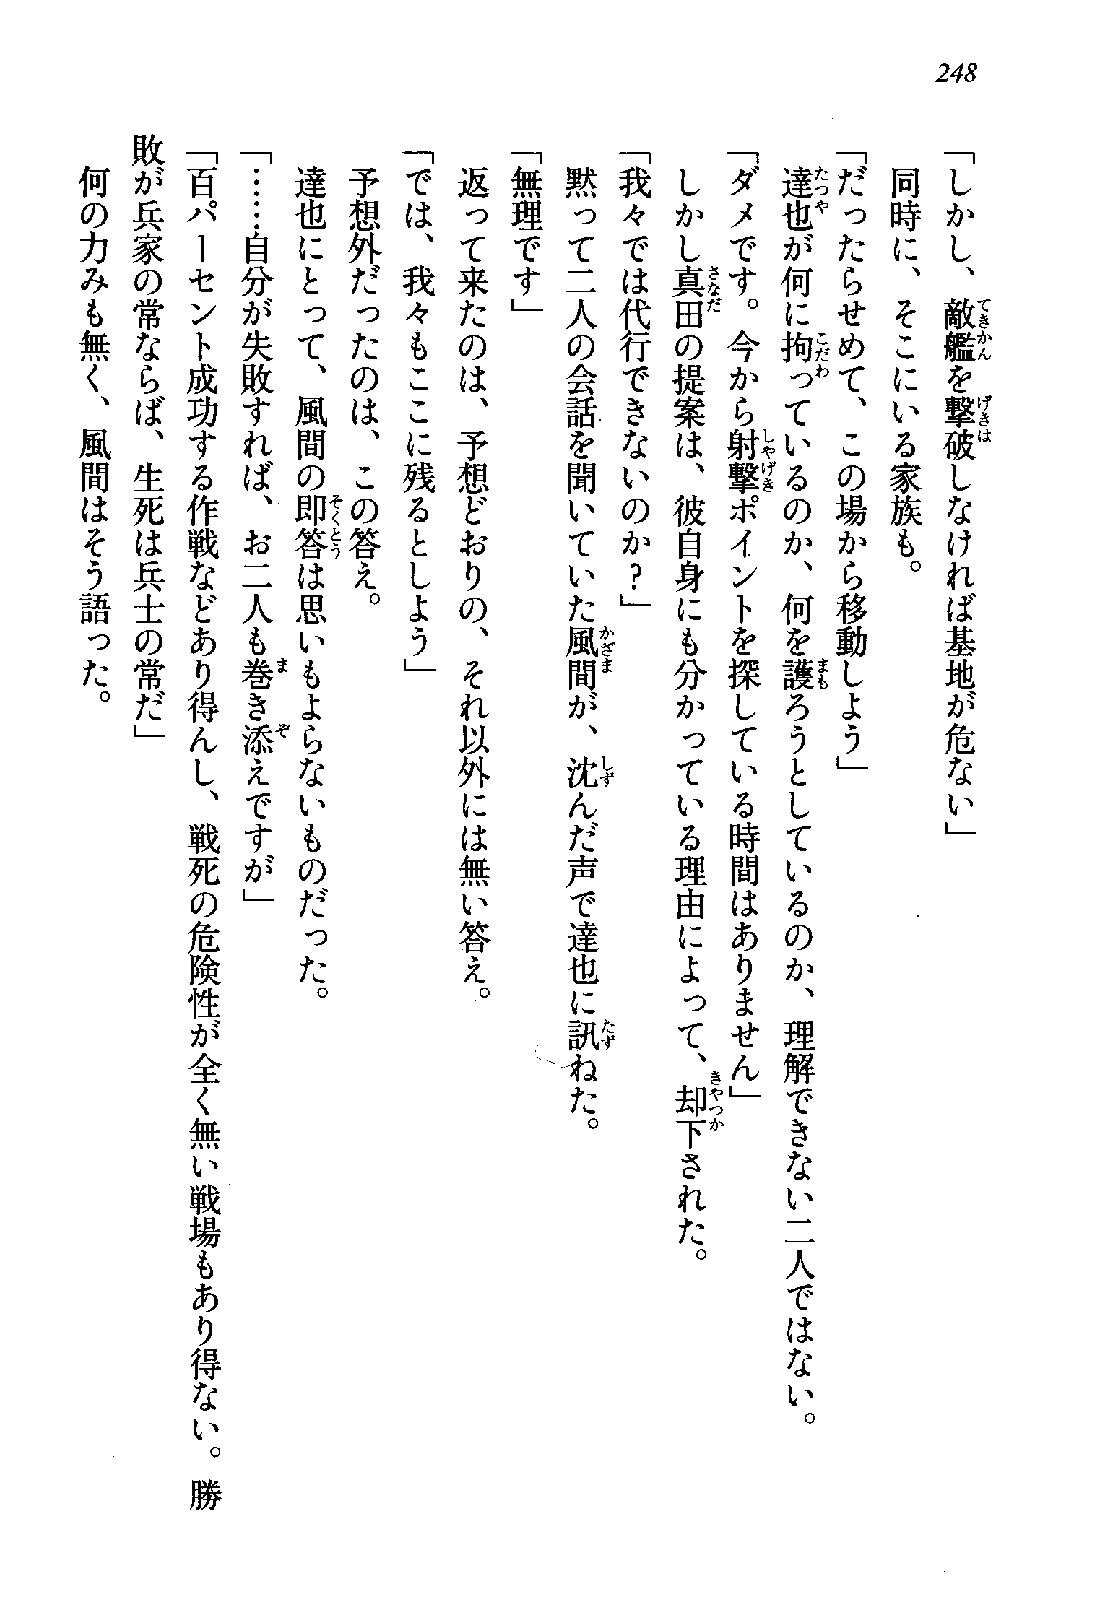 248
「しかし、敵艦を撃破しなければ基地が危ない」
同時に、そこにいる家族も。
「だったらせめて、この場から移動しよう」
達也が何に拘っているのか、何を護ろうとしているのか、理解できない二人ではない。
「ダメです。今から射撃ポイントを探している時間はありません」
しかし真田の提案は、彼自身にも分かっている理由によって、却下された。
「我々では代行できないのか?」
黙って二人の会話を聞いていた風間が、沈んだ声で達也に訊ねた。
「無理です」
返って来たのは、予想どおりの、それ以外には無い答え。
「では、我々もここに残るとしよう」
予想外だったのは、この答え。
達也にとって、風間の即答は思いもよらないものだった。
「……自分が失敗すれば、お二人も巻き添えですが」
「百パーセント成功する作戦などあり得んし、戦死の危険性が全く無い戦場もあり得ない。勝
敗が兵家の常ならば、生死は兵士の常だ」
何の力みも無く、風間はそう語った。